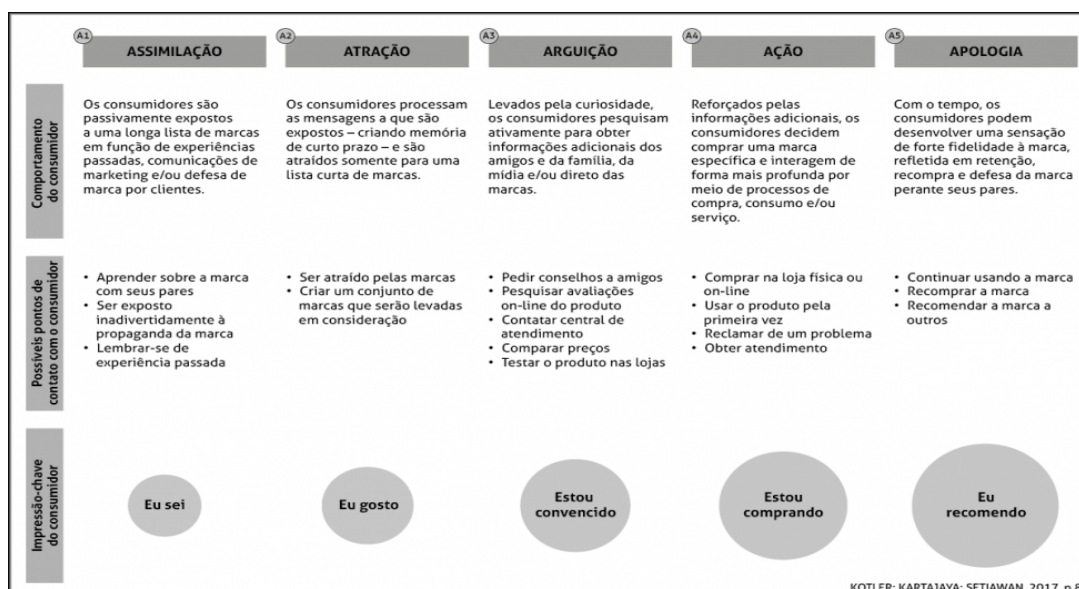 A1
ASSIMILAÇÃO
A2
ATRAÇÃO
A3
ARGUIÇÃO
A4
AÇÃO
A5
APOLOGIA
Comportamento
do consumidor
Os consumidores são
passivamente expostos
a uma longa lista de marcas
em função de experiências
passadas, comunicações de
marketing e/ou defesa de
marca por clientes.
Os consumidores processam
as mensagens a que são
expostos – criando memória
de curto prazo – e são
atraídos somente para uma
lista curta de marcas.
Levados pela curiosidade,
os consumidores pesquisam
ativamente para obter
informações adicionais dos
amigos e da família, da
mídia e/ou direto das
marcas.
Reforçados pelas
informações adicionais, os
consumidores decidem
comprar uma marca
específica e interagem de
forma mais profunda por
meio de processos de
compra, consumo e/ou
serviço.
Com o tempo, os
consumidores podem
desenvolver uma sensação
de forte fidelidade à marca,
refletida em retenção,
recompra e defesa da marca
perante seus pares.
Possíveis pontos de
contato com o consumidor
• Aprender sobre a marca
com seus pares
• Ser exposto
inadvertidamente à
propaganda da marca
• Lembrar-se de
experiência passada
• Ser atraído pelas marcas
• Criar um conjunto de
marcas que serão levadas
em consideração
• Pedir conselhos a amigos
• Pesquisar avaliações
on-line do produto
• Contatar central de
atendimento
• Comparar preços
• Testar o produto nas lojas
• Comprar na loja física ou
on-line
• Usar o produto pela
primeira vez
• Reclamar de um problema
• Obter atendimento
• Continuar usando a marca
• Recomprar a marca
• Recomendar a marca a
outros
Impressão-chave
do consumidor
Eu sei
Eu gosto
Estou
convencido
Estou
comprando
Eu
recomendo
KOTLER; KARTAJAYA; SETIAWAN, 2017, p.8